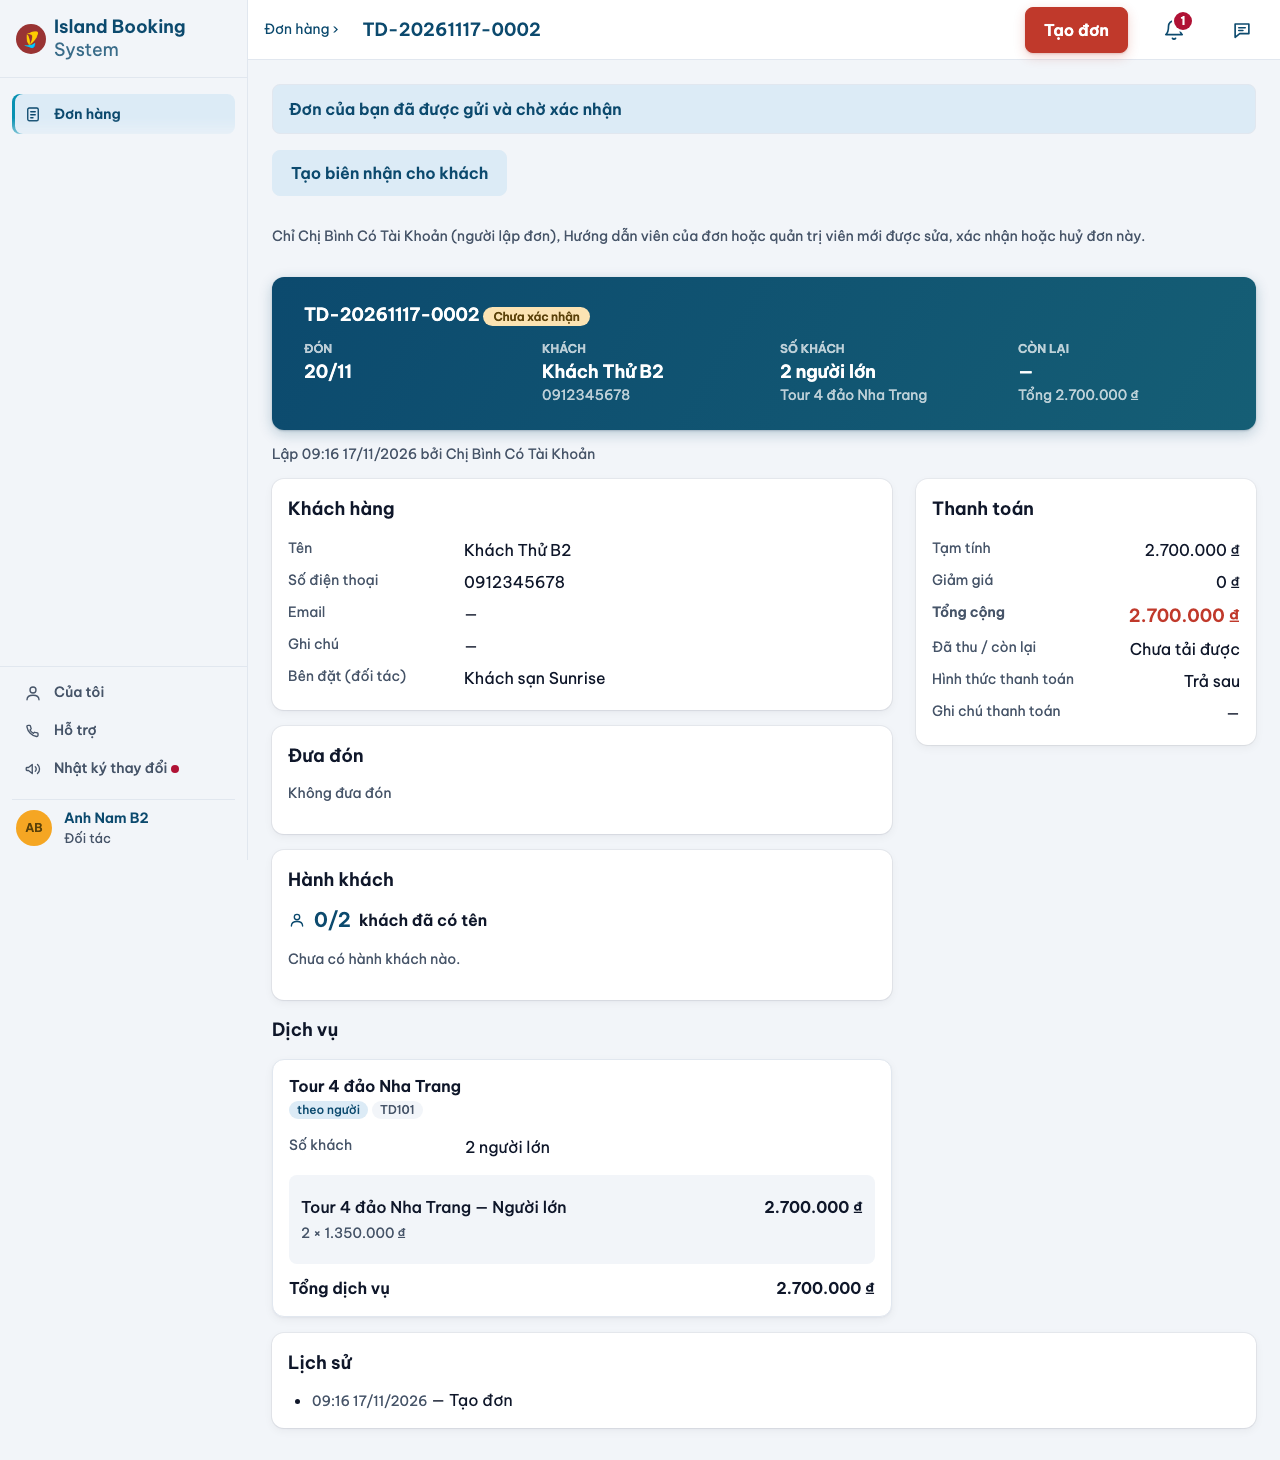 Island Booking
System
Đơn hàng
Của tôi
Hỗ trợ
Nhật ký thay đổi
AB
Anh Nam B2
Đối tác
Đơn hàng ›
TD-20261117-0002
Tạo đơn
1
Đơn của bạn đã được gửi và chờ xác nhận
Tạo biên nhận cho khách
Chỉ Chị Bình Có Tài Khoản (người lập đơn), Hướng dẫn viên của đơn hoặc quản trị viên mới được sửa, xác nhận hoặc huỷ đơn này.
TD-20261117-0002 Chưa xác nhận
ĐÓN
20/11
KHÁCH
Khách Thử B2
0912345678
SỐ KHÁCH
2 người lớn
Tour 4 đảo Nha Trang
CÒN LẠI
—
Tổng 2.700.000 ₫
Lập 09:16 17/11/2026 bởi Chị Bình Có Tài Khoản
Khách hàng
Tên Khách Thử B2
Số điện thoại 0912345678
Email —
Ghi chú —
Bên đặt (đối tác) Khách sạn Sunrise
Đưa đón
Không đưa đón
Hành khách
0/2 khách đã có tên
Chưa có hành khách nào.
Dịch vụ
Tour 4 đảo Nha Trang
theo người TD101
Số khách 2 người lớn
Tour 4 đảo Nha Trang — Người lớn 2.700.000 ₫
2 × 1.350.000 ₫
Tổng dịch vụ 2.700.000 ₫
Thanh toán
Tạm tính 2.700.000 ₫
Giảm giá 0 ₫
Tổng cộng 2.700.000 ₫
Đã thu / còn lại Chưa tải được
Hình thức thanh toán Trả sau
Ghi chú thanh toán —
Lịch sử
• 09:16 17/11/2026 — Tạo đơn